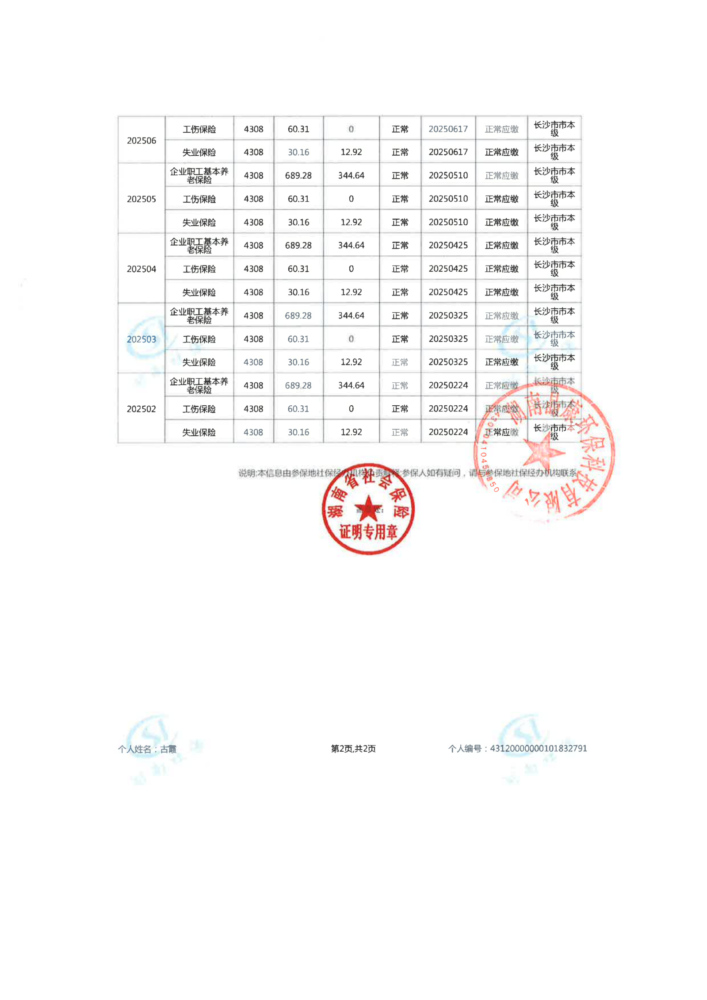 202506 工伤保险 4308 60.31 0 正常 20250617 正常应缴 长沙市市本级
失业保险 4308 30.16 12.92 正常 20250617 正常应缴 长沙市市本级
202505 企业职工基本养老保险 4308 689.28 344.64 正常 20250510 正常应缴 长沙市市本级
工伤保险 4308 60.31 0 正常 20250510 正常应缴 长沙市市本级
失业保险 4308 30.16 12.92 正常 20250510 正常应缴 长沙市市本级
202504 企业职工基本养老保险 4308 689.28 344.64 正常 20250425 正常应缴 长沙市市本级
工伤保险 4308 60.31 0 正常 20250425 正常应缴 长沙市市本级
失业保险 4308 30.16 12.92 正常 20250425 正常应缴 长沙市市本级
202503 企业职工基本养老保险 4308 689.28 344.64 正常 20250325 正常应缴 长沙市市本级
工伤保险 4308 60.31 0 正常 20250325 正常应缴 长沙市市本级
失业保险 4308 30.16 12.92 正常 20250325 正常应缴 长沙市市本级
202502 企业职工基本养老保险 4308 689.28 344.64 正常 20250224 正常应缴 长沙市市本级
工伤保险 4308 60.31 0 正常 20250224 正常应缴 长沙市市本级
失业保险 4308 30.16 12.92 正常 20250224 正常应缴 长沙市市本级
说明:本信息由参保地社保经办机构负责解释;参保人如有疑问，请与参保地社保经办机构联系
湖南省社会保险
证明专用章
环保科技有限公司
个人姓名：古霞
第2页,共2页
个人编号：43120000000101832791